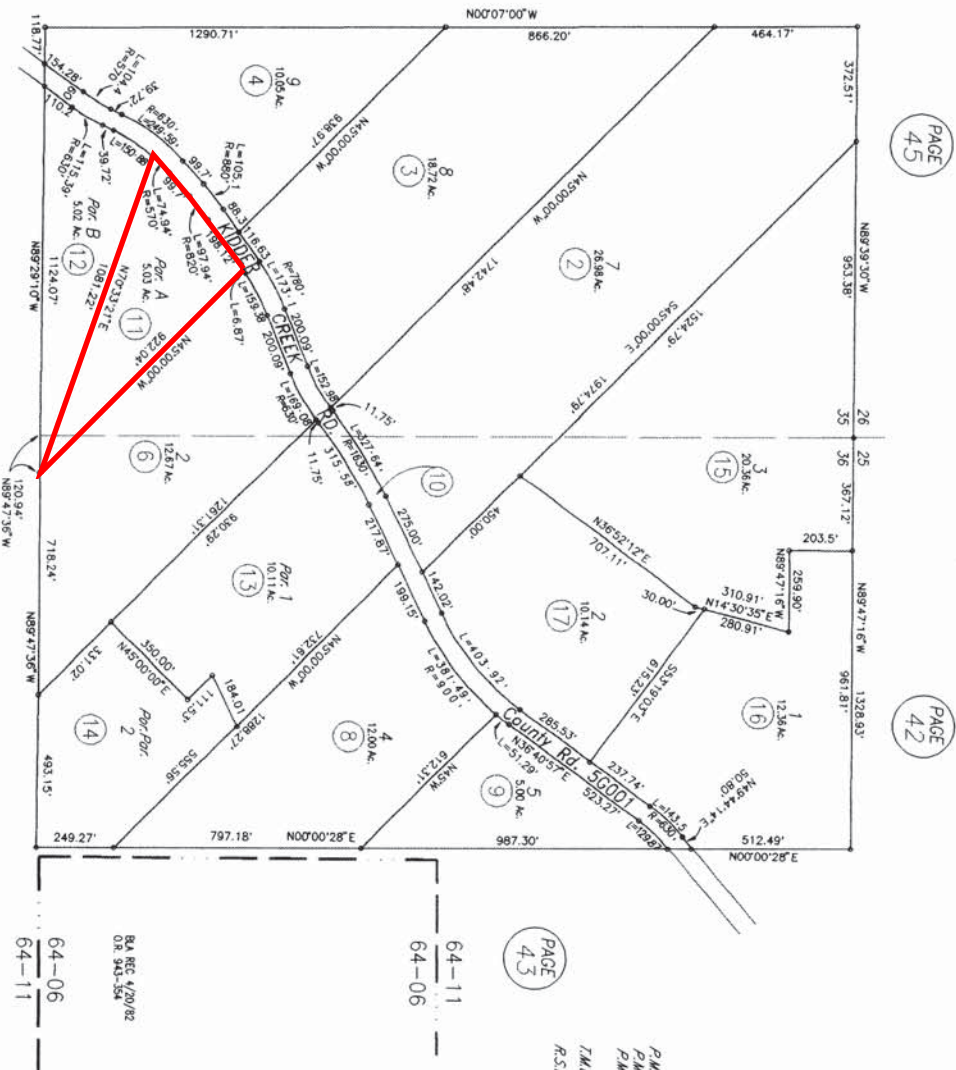 N00°07'00"W
1290.71'
866.20'
464.17'
118.77'
372.51'
PAGE
45
154.28'
L=104.4
R=570
39.72'
R=630'
L=249.59'
9
10.05 Ac.
4
60'
110.2
L=115.39'
R=630'
39.72'
L=150.88'
99.7'
L=105.1
R=880'
938.97'
N45°00'00"W
8
18.72 Ac.
3
N45°00'00"W
7
26.98 Ac.
2
1742.48'
N89°39'30"W
953.38'
L=74.94'
R=570'
99.7'
L=97.94'
R=820'
198.12'
88.3
116.63'
KIDDER
CREEK
RD.
R=780'
L=173.1
200.09'
L=152.98'
11.75'
Por. B
5.02 Ac.
12
N89°29'10"W
1124.07'
N70°33'21"E
1081.22'
Por. A
5.03 Ac.
11
922.04'
N45°00'00"W
L=6.87'
L=159.38'
200.09'
L=169.08'
R=630'
11.75'
S45°00'00"E
1524.79'
1974.79'
26
35
25
36
2
12.67 Ac.
6
120.94'
N89°47'36"W
315.58'
L=327.64'
R=1630'
10
275.00'
217.87'
450.00'
3
20.36 Ac.
15
367.12'
203.5'
259.90'
N89°47'16"W
N36°52'12"E
707.11'
310.91'
N14°30'35"E
280.91'
30.00'
718.24'
1261.31'
930.29'
Par. 1
10.11 Ac.
13
142.02'
199.15'
2
10.14 Ac.
17
615.23'
S53°19'03"E
N89°47'16"W
961.81'
1328.93'
1
12.36 Ac.
16
PAGE
42
N89°47'36"W
331.02'
350.00'
N45°00'00"E
111.53'
184.01
732.61'
N45°00'00"W
1288.27'
L=403.92'
L=381.49'
R=900'
285.53'
County Rd. 5G001
N36°40'57"E
L=51.29'
523.27'
237.74'
L=143.5
R=630'
N49°44'14"E
50.80'
L=129.87
Por. Par.
2
14
555.56'
4
12.00 Ac.
8
612.31'
N45°W
5
5.00 Ac.
9
493.15'
249.27'
797.18'
N00°00'28"E
987.30'
512.49'
N00°00'28"E
BLA REC 4/20/82
O.R. 943-354
64-06
64-11
64-11
64-06
PAGE
43
P.M.
P.M.
P.M
T.M.
R.S.